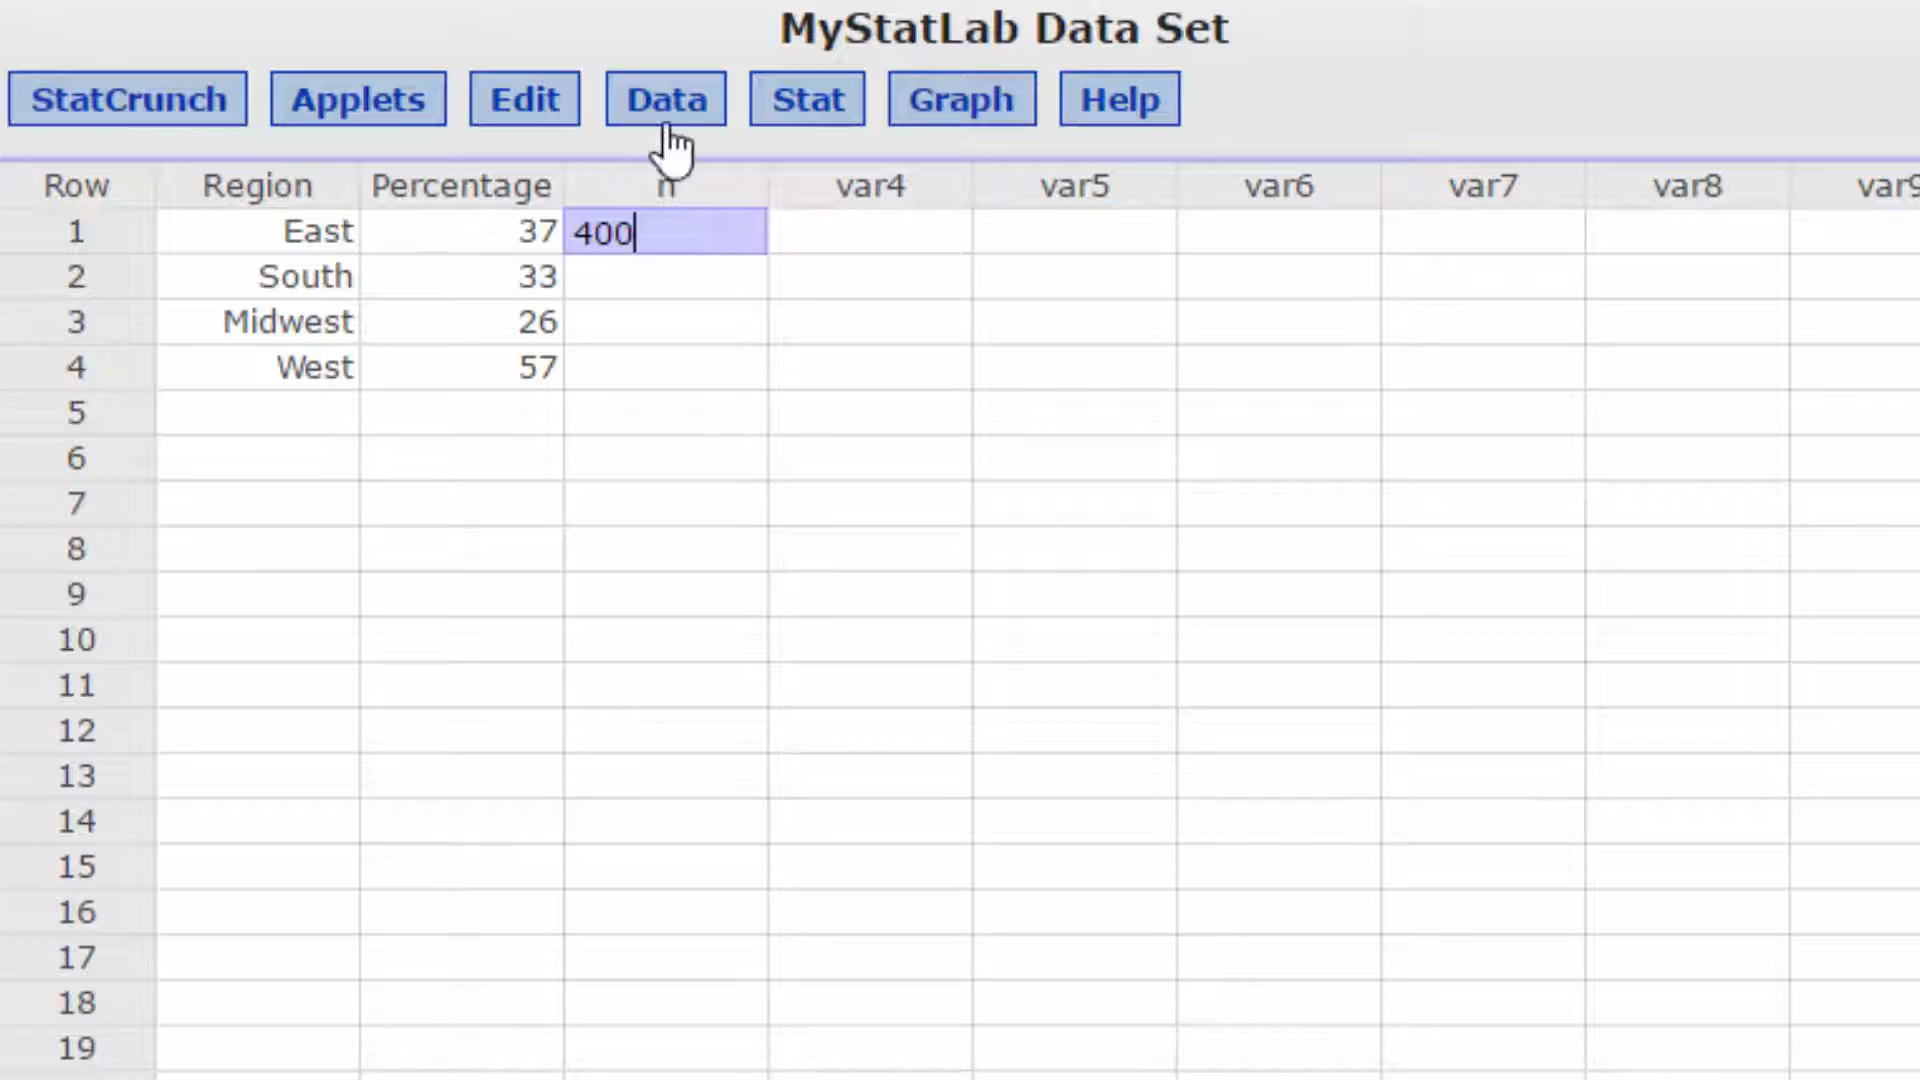 MyStatLab Data Set
StatCrunch Applets Edit Data Stat Graph Help
Row Region Percentage n var4 var5 var6 var7 var8 var9
1 East 37 400
2 South 33
3 Midwest 26
4 West 57
5
6
7
8
9
10
11
12
13
14
15
16
17
18
19